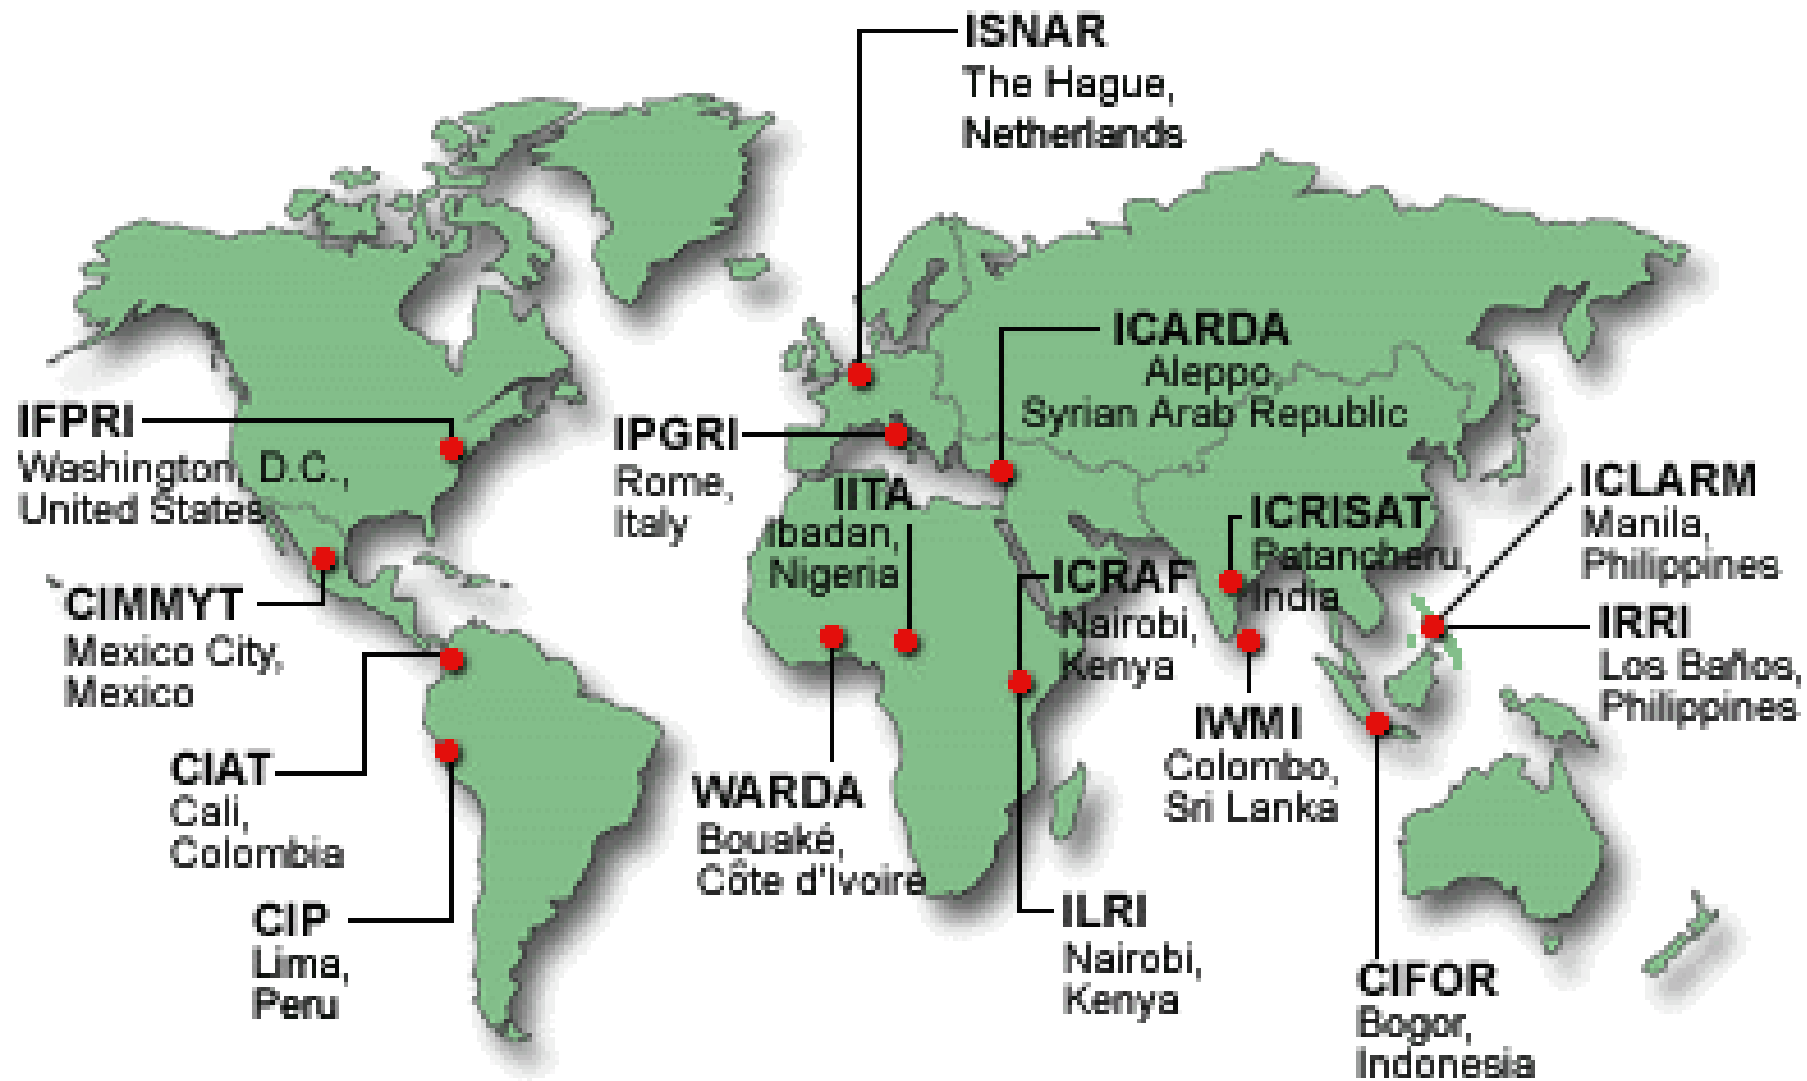 ISNAR
The Hague,
Netherlands
ICARDA
Aleppo,
Syrian Arab Republic
IFPRI
Washington, D.C.,
United States
IPGRI
Rome,
Italy
IITA
Ibadan,
Nigeria
ICRISAT
Patancheru,
India
ICLARM
Manila,
Philippines
CIMMYT
Mexico City,
Mexico
ICRAF
Nairobi,
Kenya
IRRI
Los Baños,
Philippines
CIAT
Cali,
Colombia
WARDA
Bouaké,
Côte d'Ivoire
IWMI
Colombo,
Sri Lanka
CIP
Lima,
Peru
ILRI
Nairobi,
Kenya
CIFOR
Bogor,
Indonesia